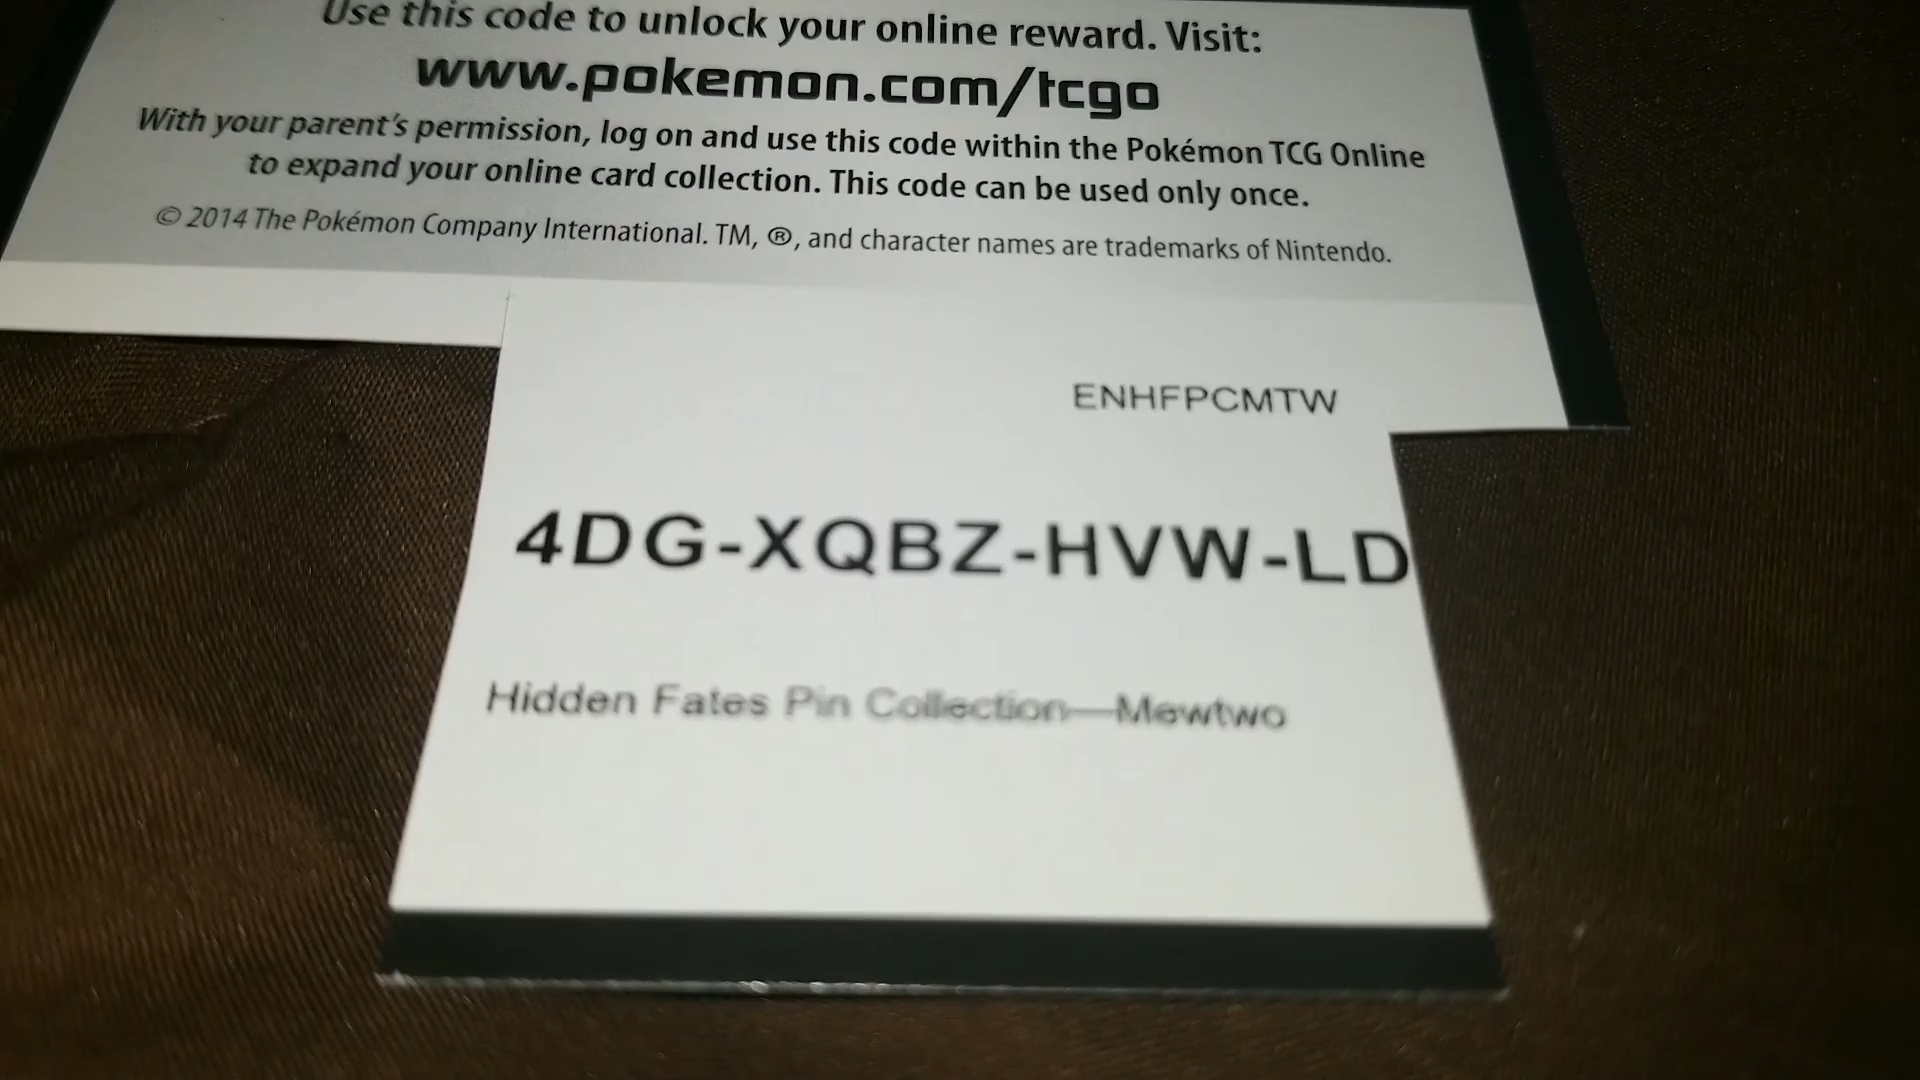 Use this code to unlock your online reward. Visit:
www.pokemon.com/tcgo
With your parent's permission, log on and use this code within the Pokémon TCG Online
to expand your online card collection. This code can be used only once.
© 2014 The Pokémon Company International. TM, ®, and character names are trademarks of Nintendo.
ENHFPCMTW
4DG-XQBZ-HVW-LD
Hidden Fates Pin Collection—Mewtwo